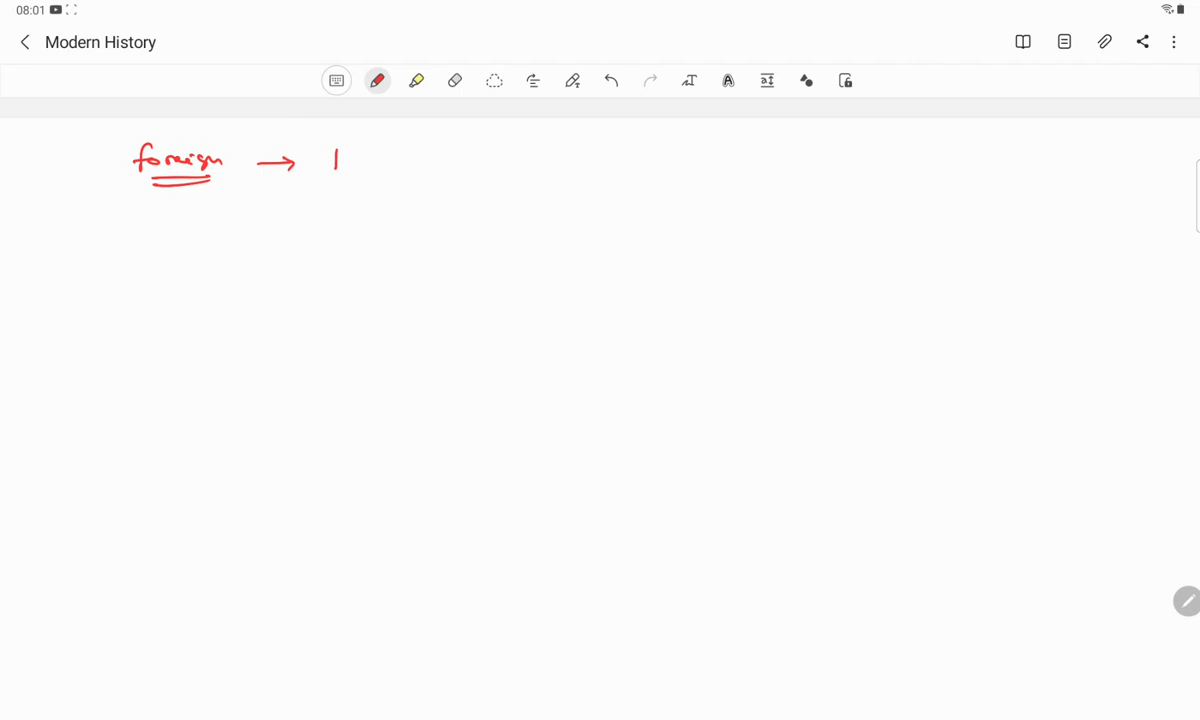 08:01
Modern History
foreign → I